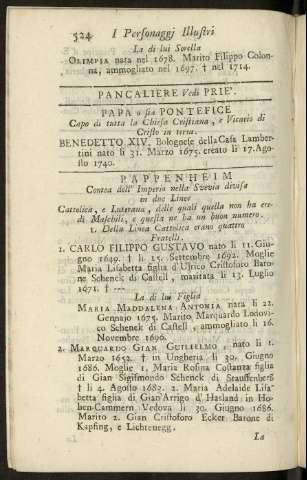 324 I Personaggj Illustri
La di lui Sorella
OLIMPIA nata nel 1678. Marito Filippo Colon-
na, ammogliato nel 1697. † nel 1714.
PANCALIERE Vedi PRIE'.
PAPA o sia PONTEFICE
Capo di tutta la Chiesa Cristiana, e Vicario di
Cristo in terra.
BENEDETTO XIV. Bolognese della Casa Lamber-
tini nato li 31. Marzo 1675. creato li 17. Ago-
sto 1740.
PAPPENHEIM
Contea dell' Imperio nella Svevia divisa
in due Linee
Cattolica, e Luterana, delle quali quella non ha ere-
di Maschili, e questa ne ha un buon numero.
1. Della Linea Cattolica erano quattro
Fratelli.
1. CARLO FILIPPO GUSTAVO nato li 11. Giu-
gno 1649. † li 15. Settembre 1692. Moglie
Maria Lisabetta figlia d'Ulrico Cristoforo Baro-
ne Schenck di Castell, maritata li 13. Luglio
1671. † ---
La di lui Figlia
MARIA MADDALENA ANTONIA nata li 22.
Gennajo 1675. Marito Marquardo Lodovi-
co Schenck di Castell, ammogliato li 16.
Novembre 1696.
2. MARQUARDO GIAN GUGLIELMO, nato li 1.
Marzo 1652. † in Ungheria li 30. Giugno
1686. Moglie 1. Maria Rosina Costanza figlia
di Gian Sigismondo Schenck di Stauffenberg
† li 4. Agosto 1682. 2. Maria Adelaide Lisa-
betta figlia di Gian'Arrigo d'Hasland in Ho-
hen-Cammern Vedova li 30. Giugno 1686.
Marito 2. Gian Cristoforo Ecker Barone di
Kapfing, e Lichtenegg.
La